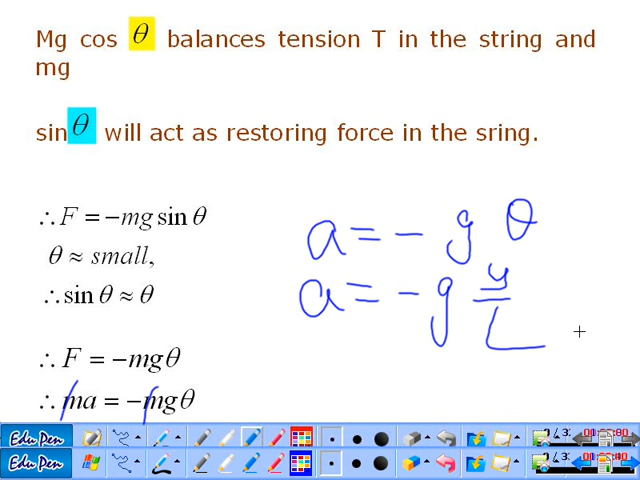 Mg cos θ balances tension T in the string and
mg
sinθ will act as restoring force in the sring.
∴ F = −mg sin θ
θ ≈ small,
∴ sin θ ≈ θ
∴ F = −mgθ
∴ ma = −mgθ
a = − g θ
a = − g y/L
Edu Pen
Edu Pen